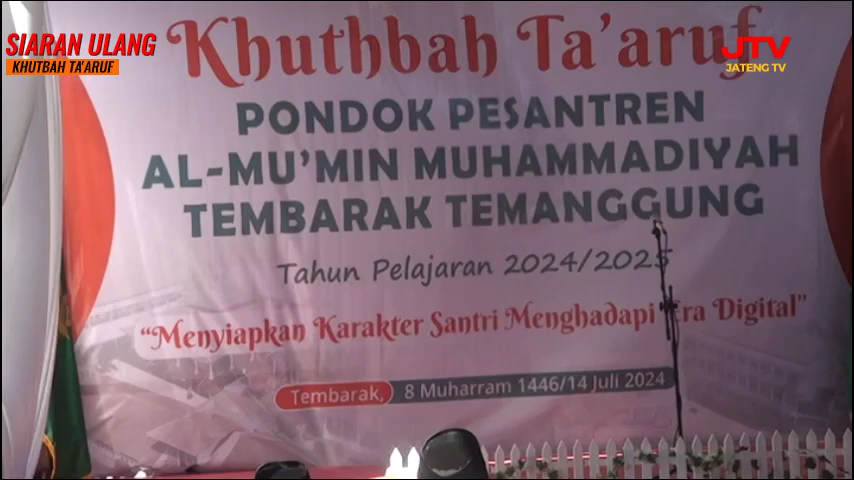 SIARAN ULANG
KHUTBAH TA'ARUF
JTV
JATENG TV
Khuthbah Ta'aruf
PONDOK PESANTREN
AL-MU'MIN MUHAMMADIYAH
TEMBARAK TEMANGGUNG
Tahun Pelajaran 2024/2025
"Menyiapkan Karakter Santri Menghadapi Era Digital"
Tembarak, 8 Muharram 1446/14 Juli 2024